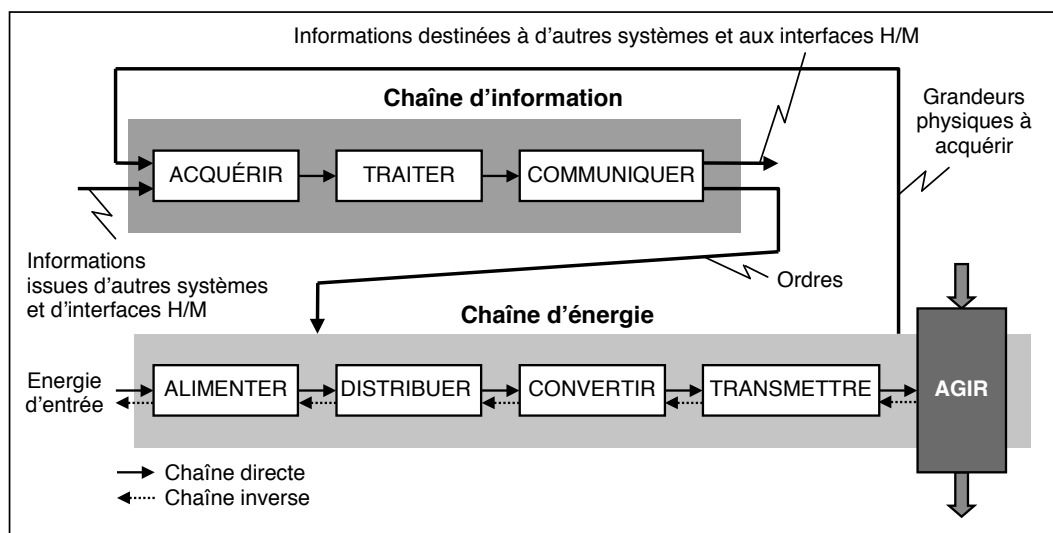 Informations destinées à d'autres systèmes et aux interfaces H/M
Chaîne d'information
Grandeurs
physiques à
acquérir
ACQUÉRIR
TRAITER
COMMUNIQUER
Informations
issues d'autres systèmes
et d'interfaces H/M
Ordres
Chaîne d'énergie
Energie
d'entrée
ALIMENTER
DISTRIBUER
CONVERTIR
TRANSMETTRE
AGIR
Chaîne directe
Chaîne inverse